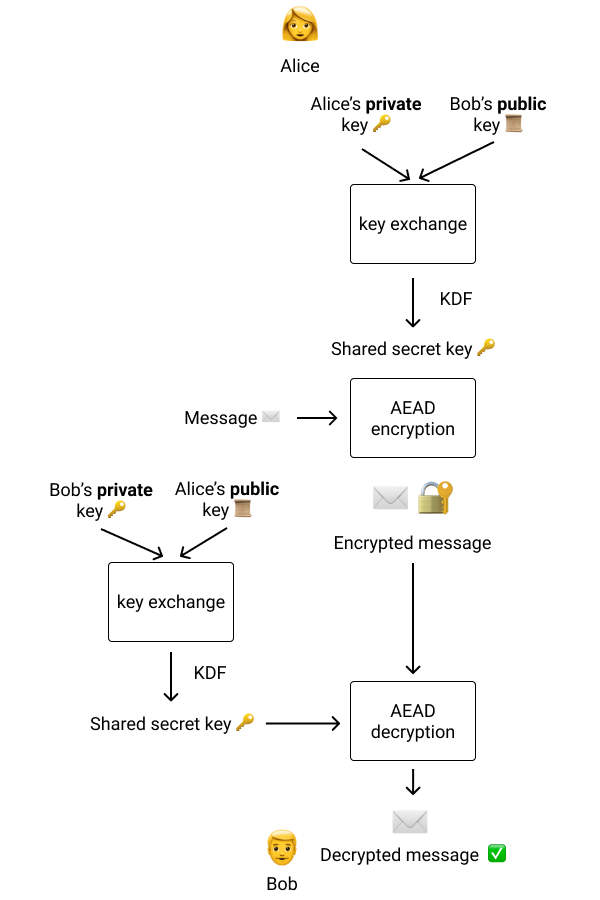 Alice
Alice’s private
key
Bob’s public
key
key exchange
KDF
Shared secret key
Message
AEAD
encryption
Bob’s private
key
Alice’s public
key
Encrypted message
key exchange
KDF
Shared secret key
AEAD
decryption
Decrypted message
Bob